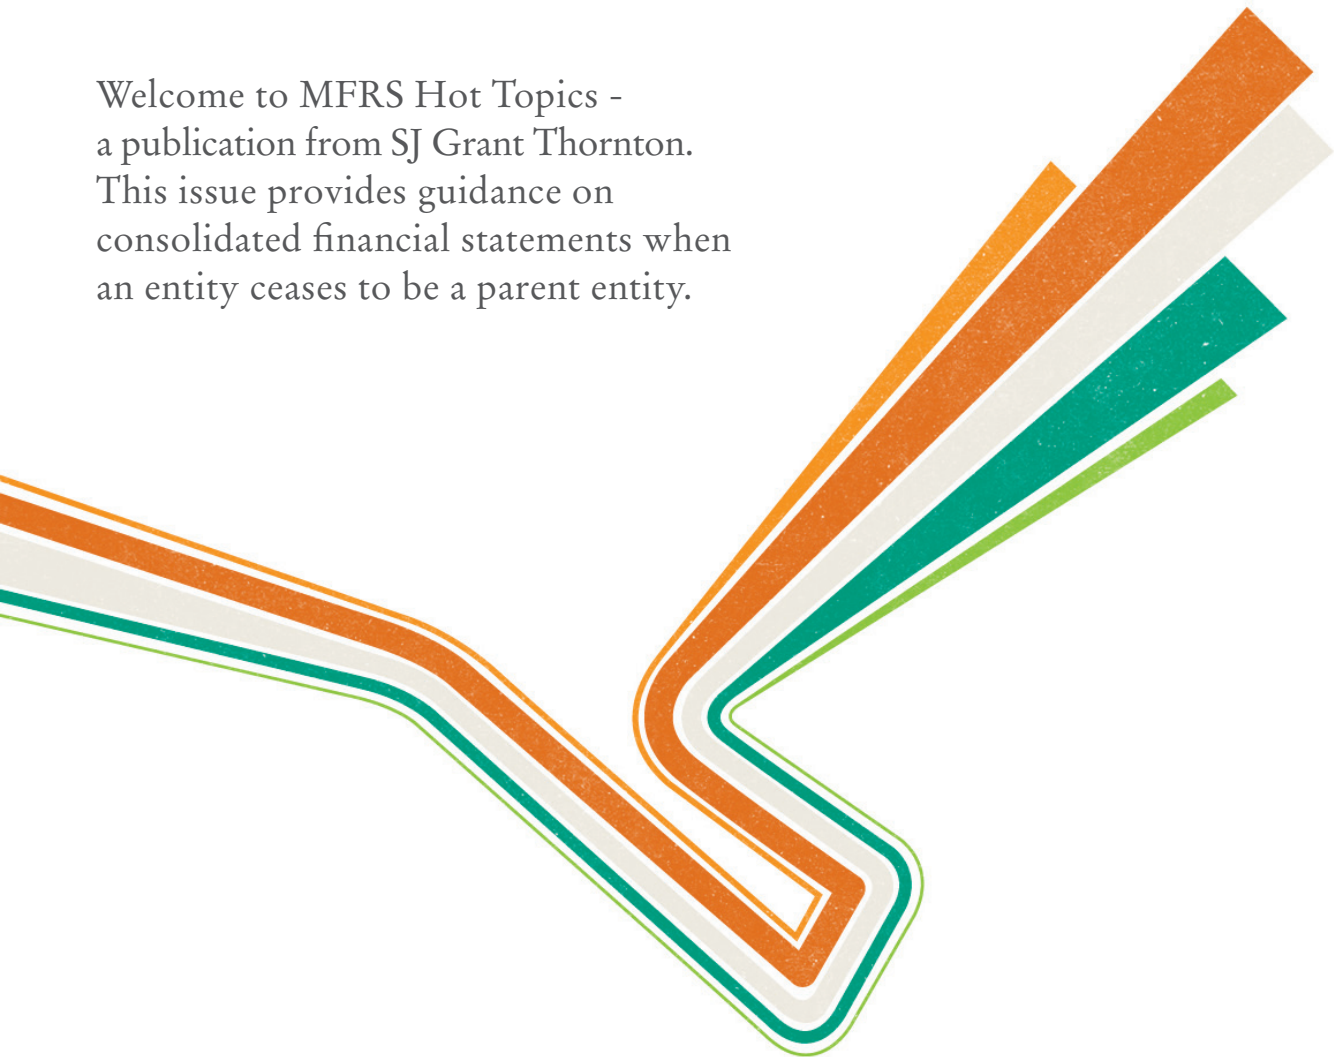 Welcome to MFRS Hot Topics -
a publication from SJ Grant Thornton.
This issue provides guidance on
consolidated financial statements when
an entity ceases to be a parent entity.